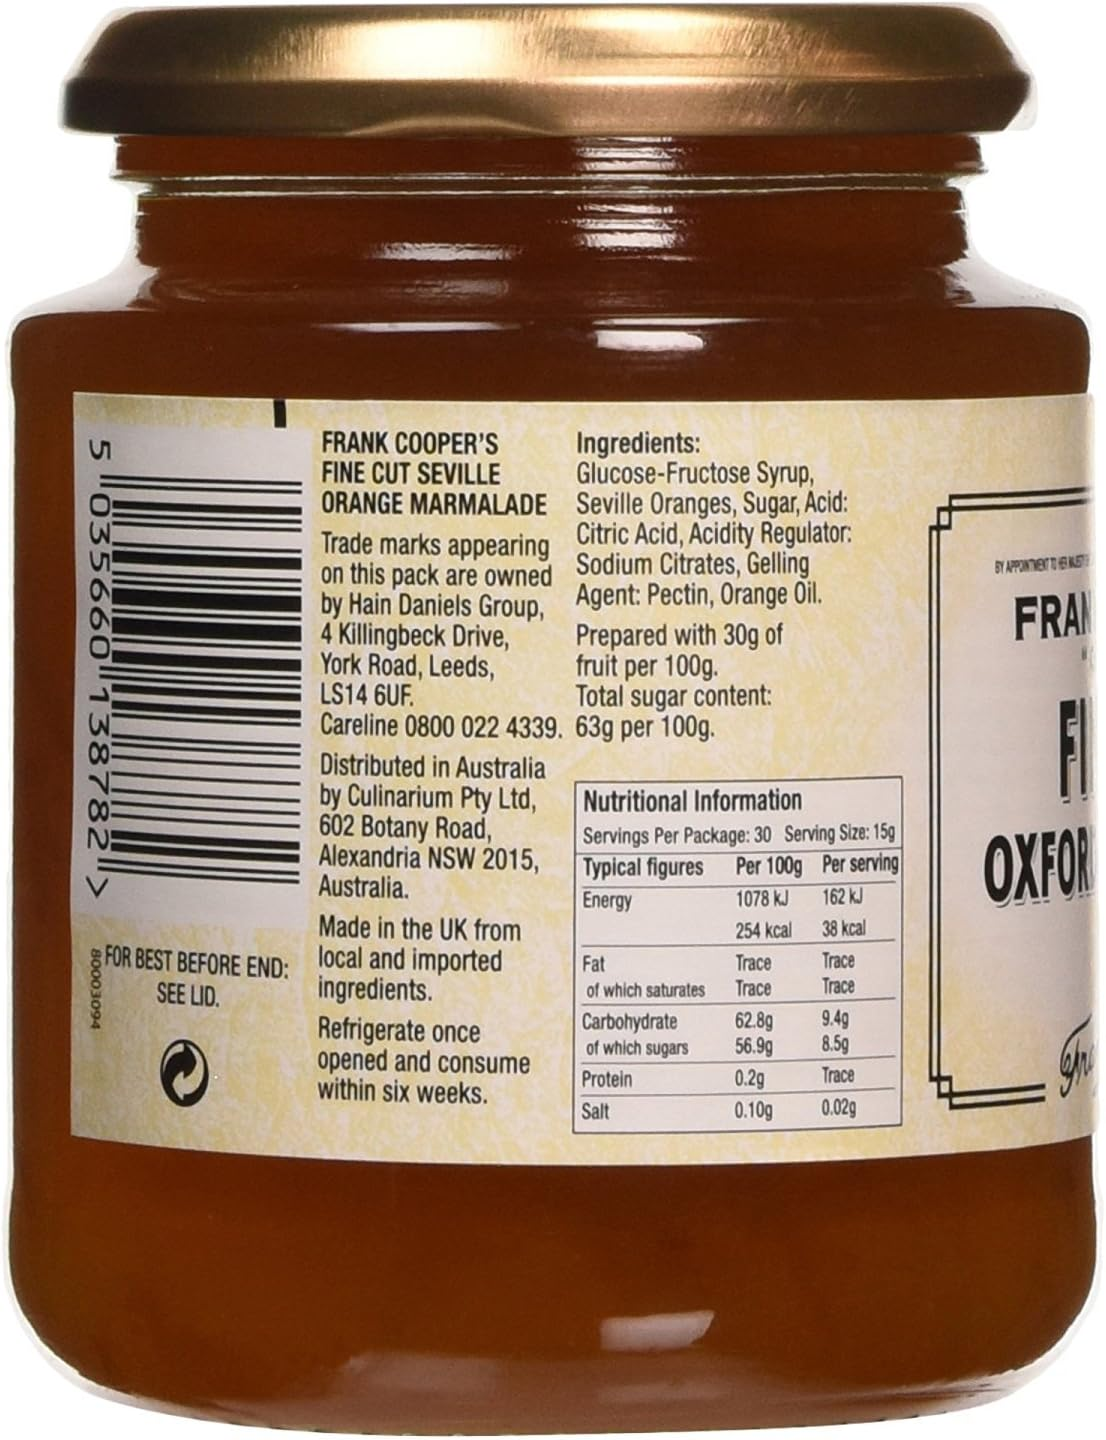 5 035660 138782 >
FOR BEST BEFORE END:
SEE LID.
80003094
FRANK COOPER'S
FINE CUT SEVILLE
ORANGE MARMALADE
Trade marks appearing
on this pack are owned
by Hain Daniels Group,
4 Killingbeck Drive,
York Road, Leeds,
LS14 6UF.
Careline 0800 022 4339.
Distributed in Australia
by Culinarium Pty Ltd,
602 Botany Road,
Alexandria NSW 2015,
Australia.
Made in the UK from
local and imported
ingredients.
Refrigerate once
opened and consume
within six weeks.
Ingredients:
Glucose-Fructose Syrup,
Seville Oranges, Sugar, Acid:
Citric Acid, Acidity Regulator:
Sodium Citrates, Gelling
Agent: Pectin, Orange Oil.
Prepared with 30g of
fruit per 100g.
Total sugar content:
63g per 100g.
Nutritional Information
Servings Per Package: 30 Serving Size: 15g
Typical figures Per 100g Per serving
Energy 1078 kJ 162 kJ
254 kcal 38 kcal
Fat Trace Trace
of which saturates Trace Trace
Carbohydrate 62.8g 9.4g
of which sugars 56.9g 8.5g
Protein 0.2g Trace
Salt 0.10g 0.02g
BY APPOINTMENT TO HER MAJESTY
FRAN
FI
OXFOR